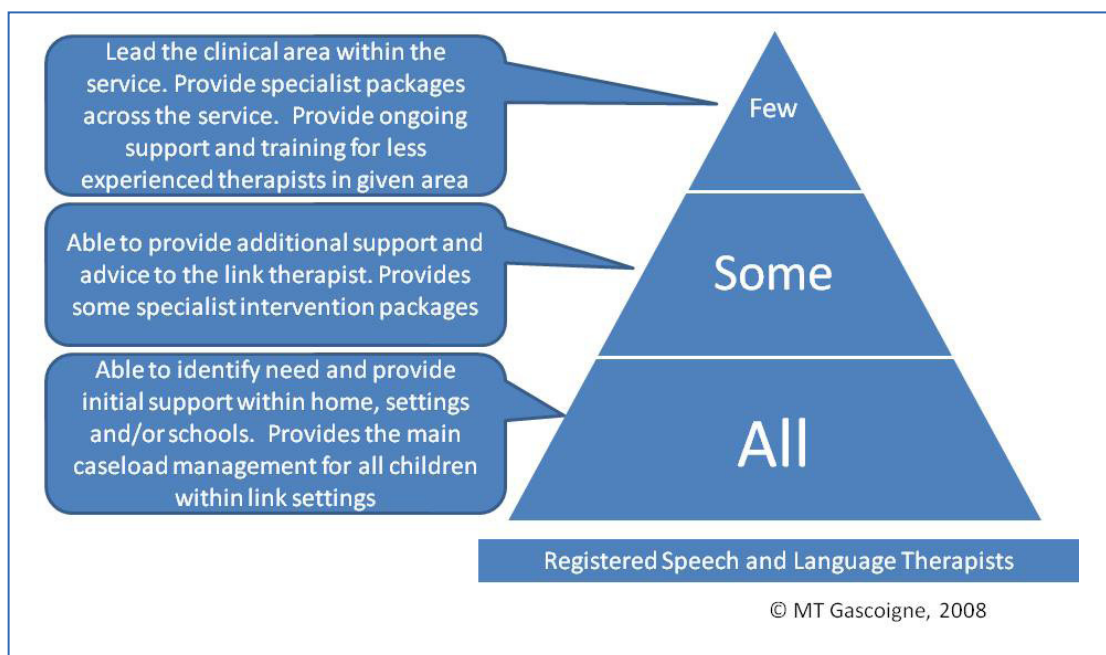 Lead the clinical area within the
service. Provide specialist packages
across the service.  Provide ongoing
support and training for less
experienced therapists in given area
Few
Able to provide additional support and
advice to the link therapist. Provides
some specialist intervention packages
Some
Able to identify need and provide
initial support within home, settings
and/or schools.  Provides the main
caseload management for all children
within link settings
All
Registered Speech and Language Therapists
© MT Gascoigne, 2008